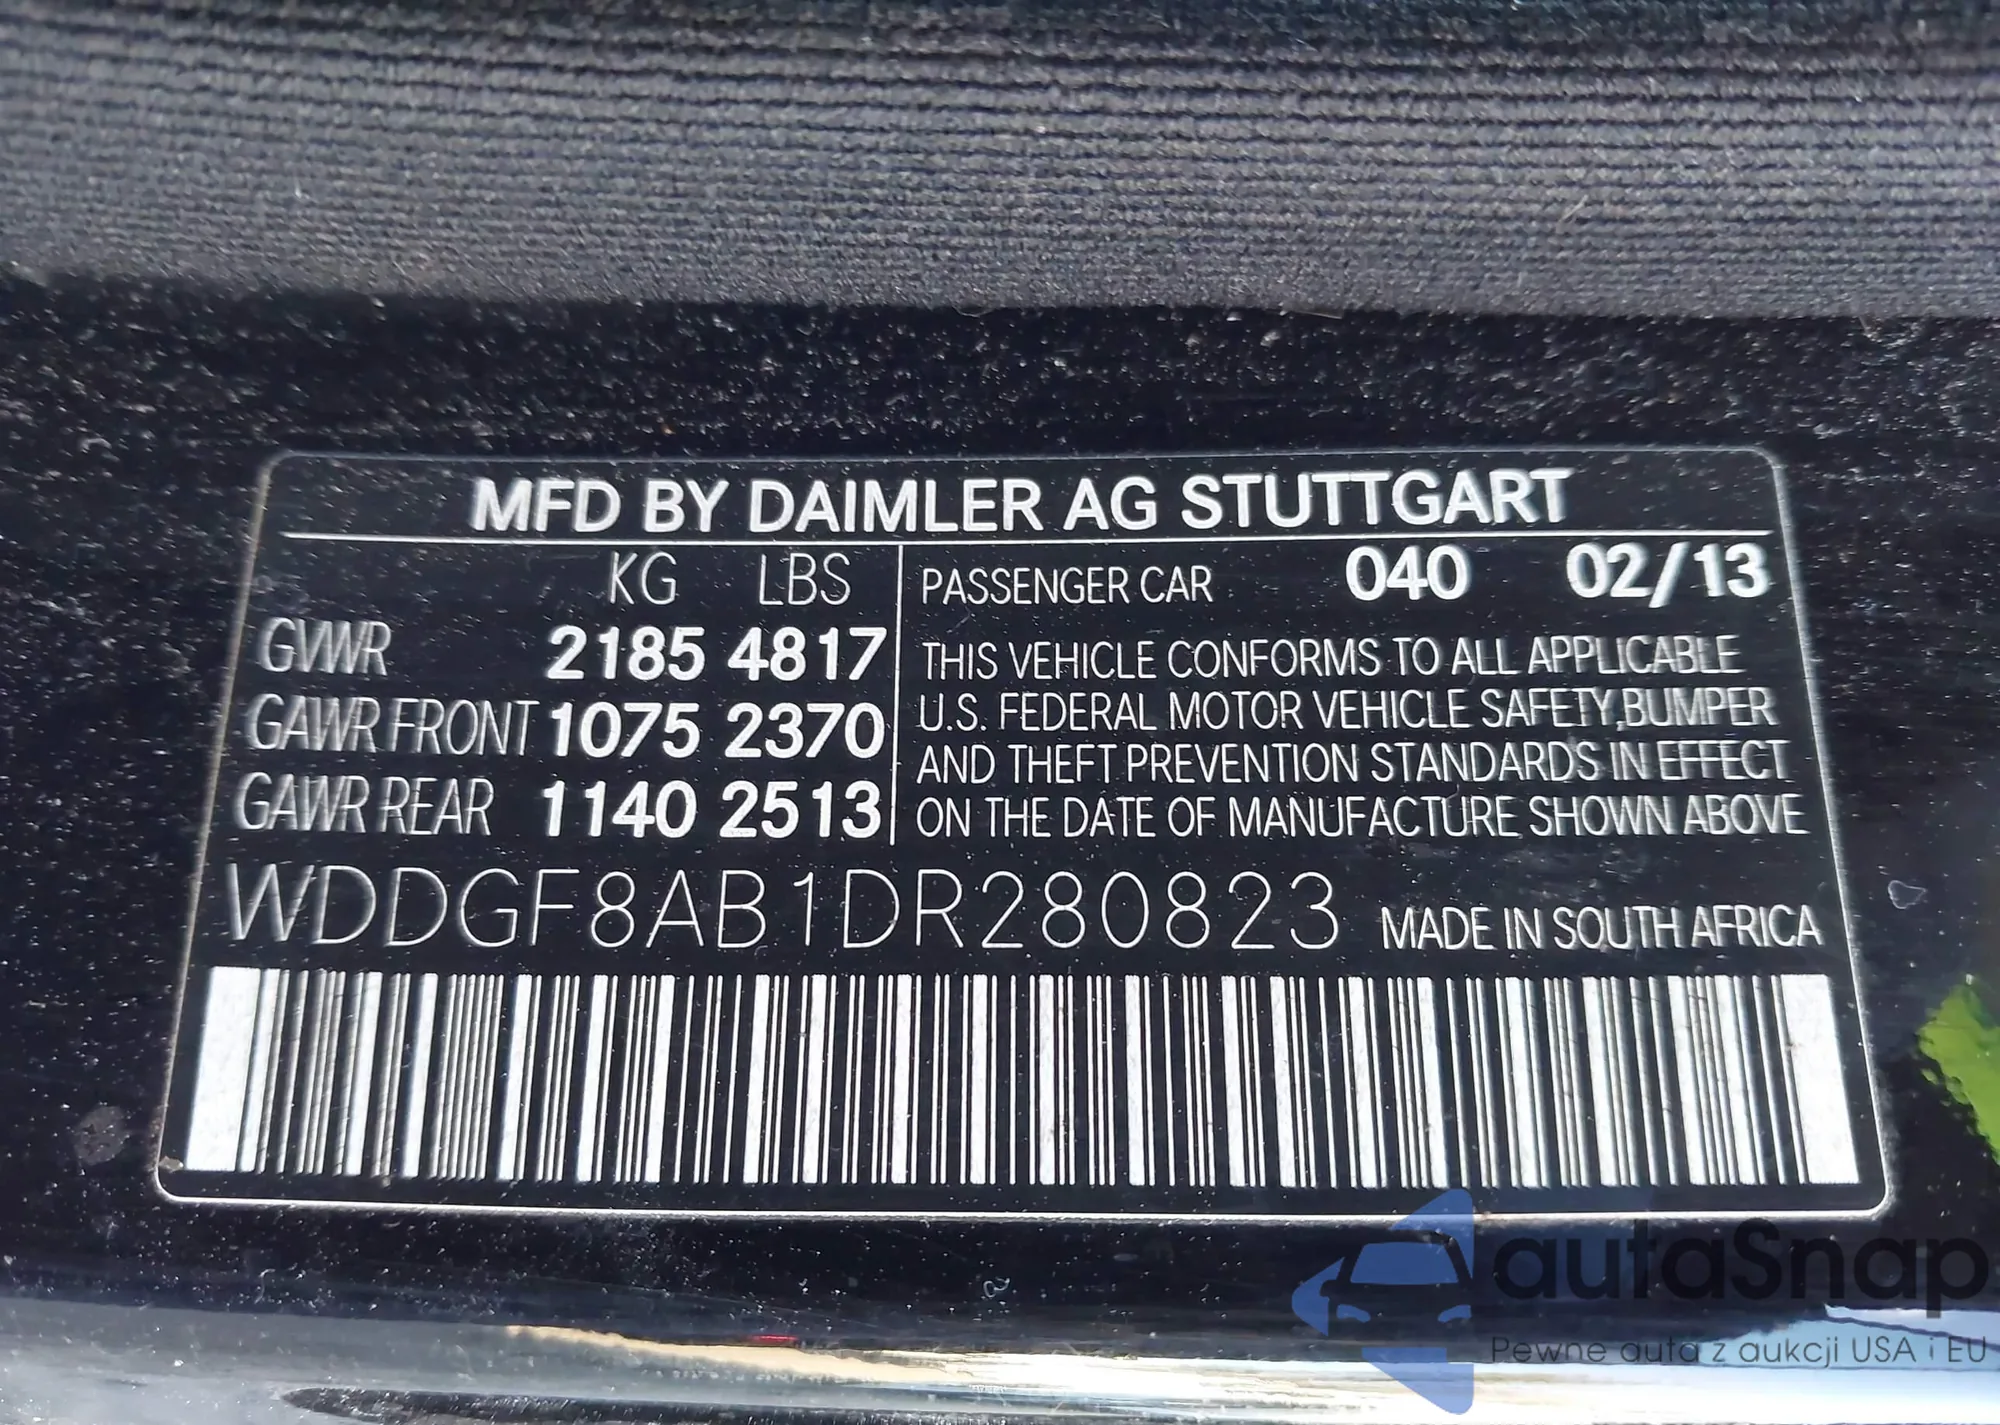 MFD BY DAIMLER AG STUTTGART
KG LBS
GVWR 2185 4817
GAWR FRONT 1075 2370
GAWR REAR 1140 2513
PASSENGER CAR 040 02/13
THIS VEHICLE CONFORMS TO ALL APPLICABLE
U.S. FEDERAL MOTOR VEHICLE SAFETY,BUMPER
AND THEFT PREVENTION STANDARDS IN EFFECT
ON THE DATE OF MANUFACTURE SHOWN ABOVE
WDDGF8AB1DR280823 MADE IN SOUTH AFRICA
autaSnap
Pewne auta z aukcji USA i EU